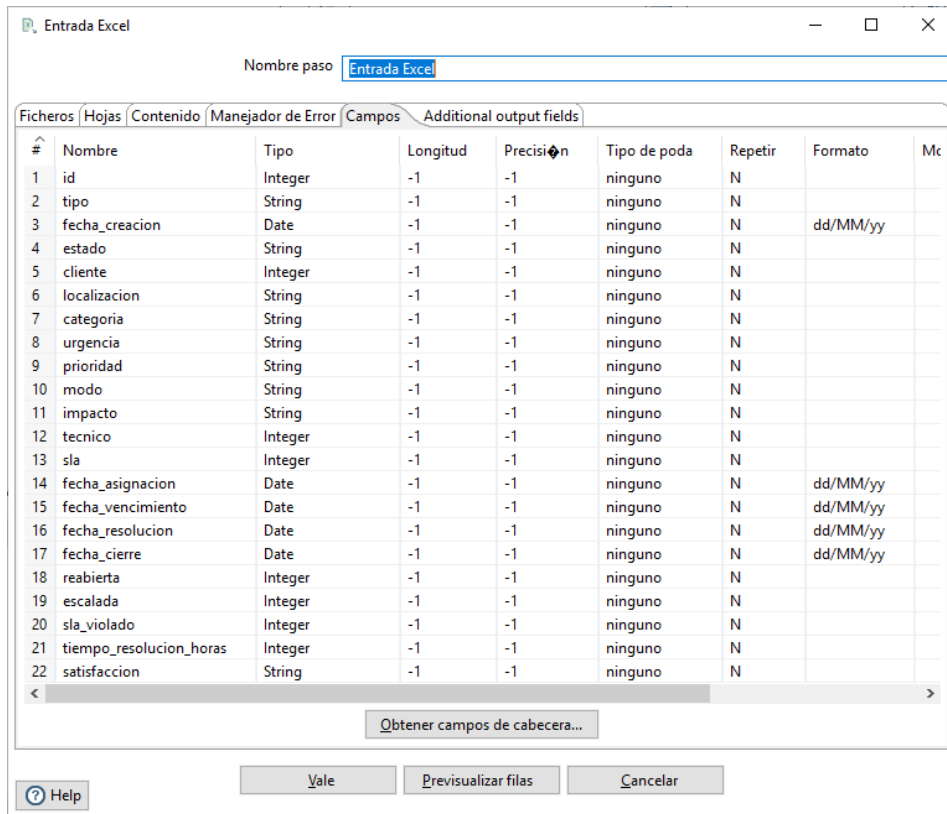 Entrada Excel
Nombre paso Entrada Excel
Ficheros Hojas Contenido Manejador de Error Campos Additional output fields
# Nombre Tipo Longitud Precisi�n Tipo de poda Repetir Formato Mc
1 id Integer -1 -1 ninguno N
2 tipo String -1 -1 ninguno N
3 fecha_creacion Date -1 -1 ninguno N dd/MM/yy
4 estado String -1 -1 ninguno N
5 cliente Integer -1 -1 ninguno N
6 localizacion String -1 -1 ninguno N
7 categoria String -1 -1 ninguno N
8 urgencia String -1 -1 ninguno N
9 prioridad String -1 -1 ninguno N
10 modo String -1 -1 ninguno N
11 impacto String -1 -1 ninguno N
12 tecnico Integer -1 -1 ninguno N
13 sla Integer -1 -1 ninguno N
14 fecha_asignacion Date -1 -1 ninguno N dd/MM/yy
15 fecha_vencimiento Date -1 -1 ninguno N dd/MM/yy
16 fecha_resolucion Date -1 -1 ninguno N dd/MM/yy
17 fecha_cierre Date -1 -1 ninguno N dd/MM/yy
18 reabierta Integer -1 -1 ninguno N
19 escalada Integer -1 -1 ninguno N
20 sla_violado Integer -1 -1 ninguno N
21 tiempo_resolucion_horas Integer -1 -1 ninguno N
22 satisfaccion String -1 -1 ninguno N
Obtener campos de cabecera...
Vale Previsualizar filas Cancelar
Help